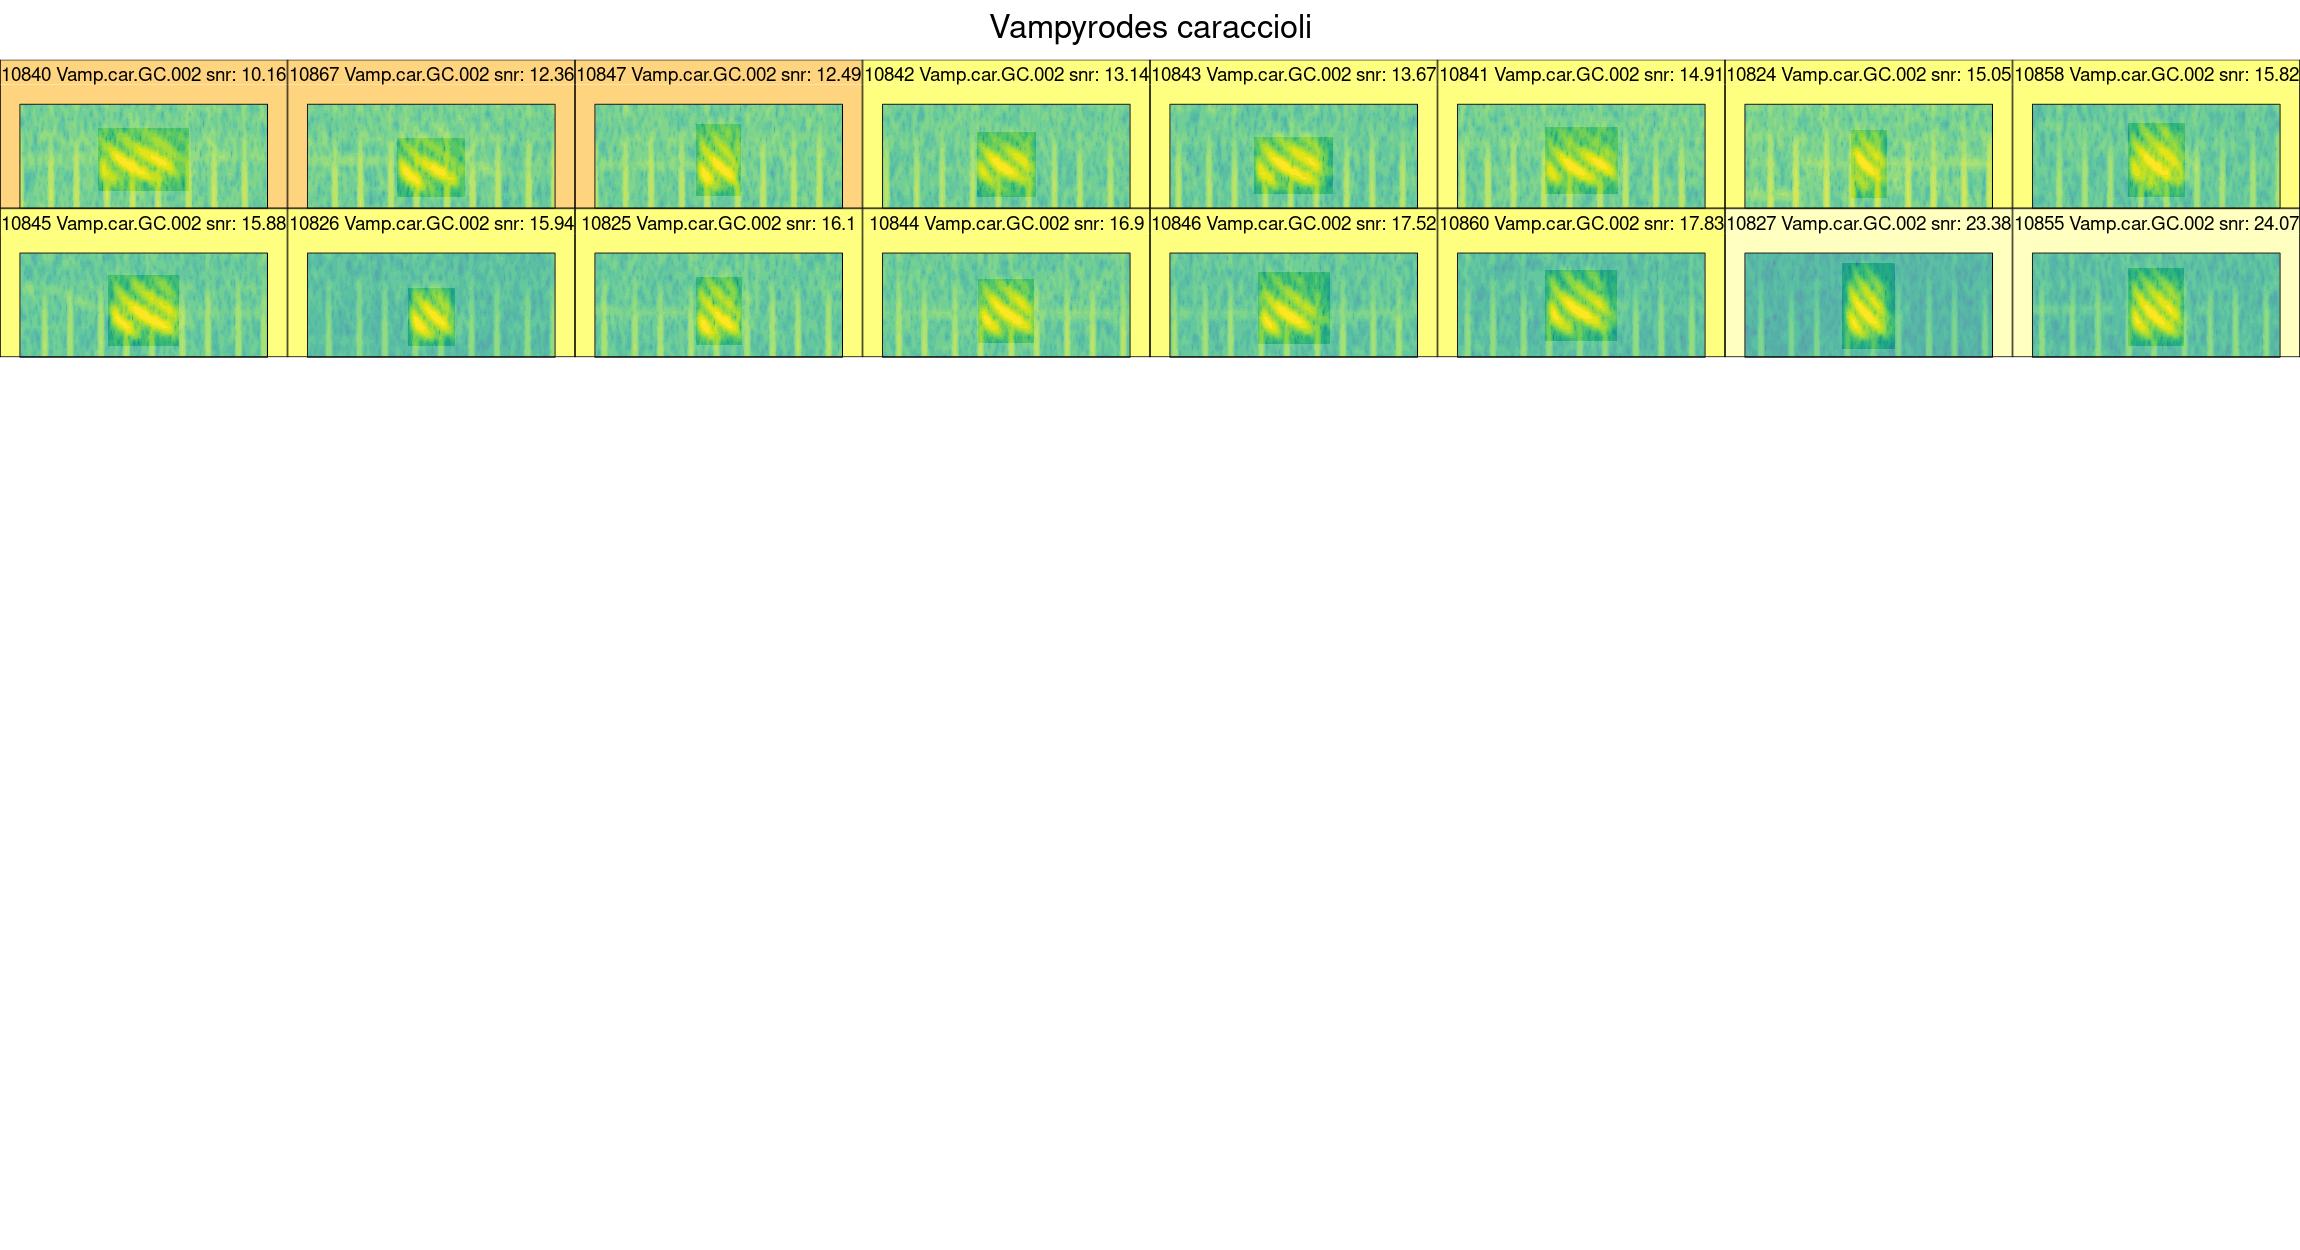 Vampyrodes caraccioli
10840 Vamp.car.GC.002 snr: 10.16 10867 Vamp.car.GC.002 snr: 12.36 10847 Vamp.car.GC.002 snr: 12.49 10842 Vamp.car.GC.002 snr: 13.14 10843 Vamp.car.GC.002 snr: 13.67 10841 Vamp.car.GC.002 snr: 14.91 10824 Vamp.car.GC.002 snr: 15.05 10858 Vamp.car.GC.002 snr: 15.82
10845 Vamp.car.GC.002 snr: 15.88 10826 Vamp.car.GC.002 snr: 15.94 10825 Vamp.car.GC.002 snr: 16.1 10844 Vamp.car.GC.002 snr: 16.9 10846 Vamp.car.GC.002 snr: 17.52 10860 Vamp.car.GC.002 snr: 17.83 10827 Vamp.car.GC.002 snr: 23.38 10855 Vamp.car.GC.002 snr: 24.07